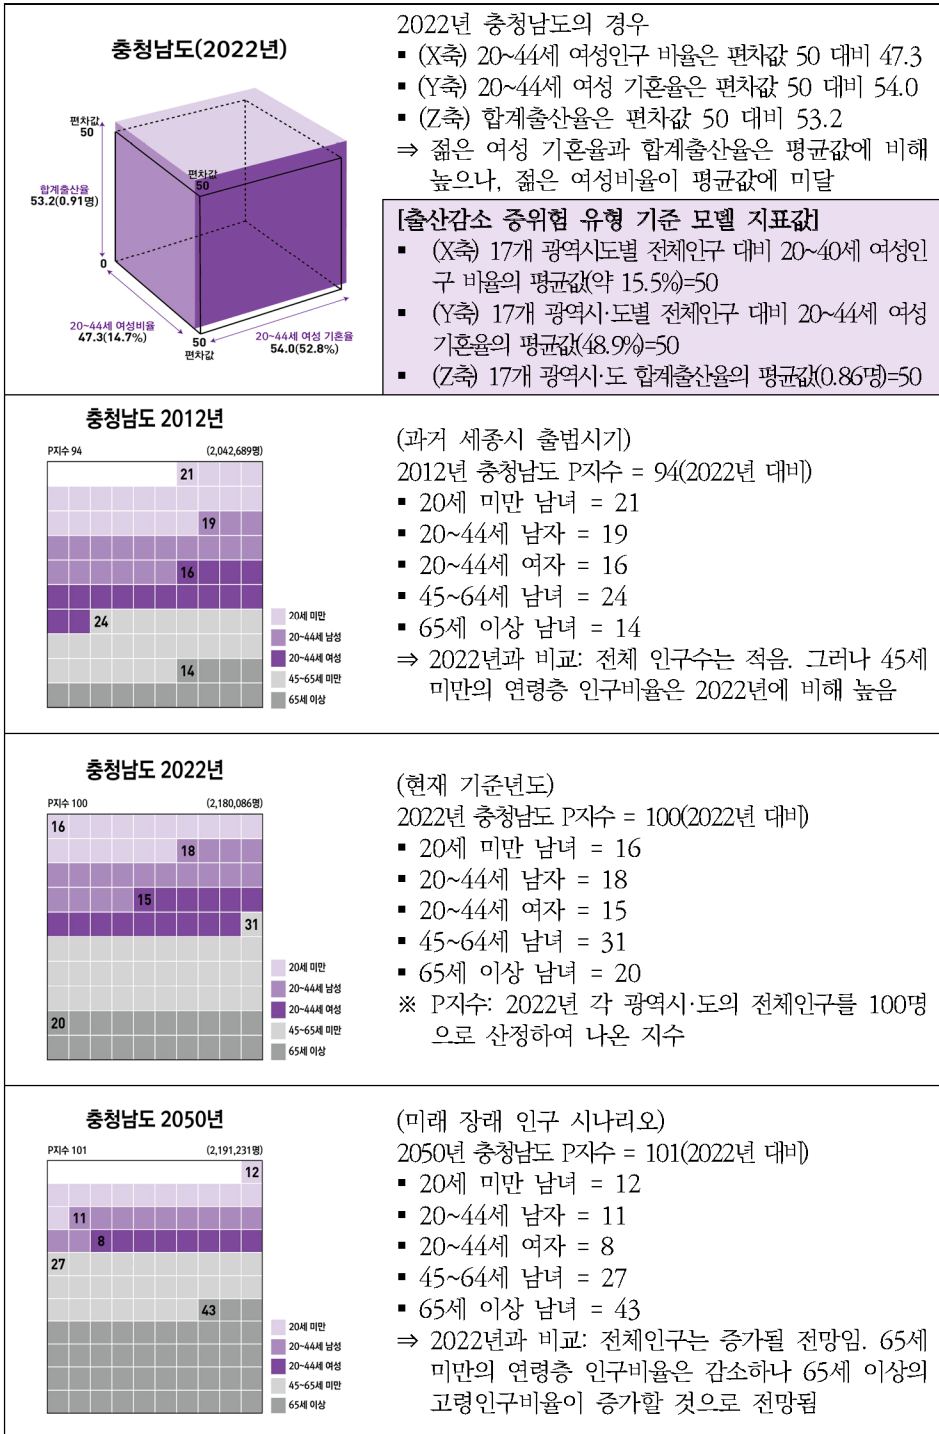 충청남도(2022년)
편차값
50
편차값
50
합계출산율
53.2(0.91명)
0
20~44세 여성비율
47.3(14.7%)
50
편차값
20~44세 여성 기혼율
54.0(52.8%)
2022년 충청남도의 경우
▪ (X축) 20~44세 여성인구 비율은 편차값 50 대비 47.3
▪ (Y축) 20~44세 여성 기혼율은 편차값 50 대비 54.0
▪ (Z축) 합계출산율은 편차값 50 대비 53.2
⇒ 젊은 여성 기혼율과 합계출산율은 평균값에 비해
높으나, 젊은 여성비율이 평균값에 미달
[출산감소 중위험 유형 기준 모델 지표값]
▪ (X축) 17개 광역시도별 전체인구 대비 20~40세 여성인
구 비율의 평균값(약 15.5%)=50
▪ (Y축) 17개 광역시·도별 전체인구 대비 20~44세 여성
기혼율의 평균값(48.9%)=50
▪ (Z축) 17개 광역시·도 합계출산율의 평균값(0.86명)=50
충청남도 2012년
P지수 94 (2,042,689명)
21
19
16
24
14
20세 미만
20~44세 남성
20~44세 여성
45~65세 미만
65세 이상
(과거 세종시 출범시기)
2012년 충청남도 P지수 = 94(2022년 대비)
▪ 20세 미만 남녀 = 21
▪ 20~44세 남자 = 19
▪ 20~44세 여자 = 16
▪ 45~64세 남녀 = 24
▪ 65세 이상 남녀 = 14
⇒ 2022년과 비교: 전체 인구수는 적음. 그러나 45세
미만의 연령층 인구비율은 2022년에 비해 높음
충청남도 2022년
P지수 100 (2,180,086명)
16
18
15
31
20
20세 미만
20~44세 남성
20~44세 여성
45~65세 미만
65세 이상
(현재 기준년도)
2022년 충청남도 P지수 = 100(2022년 대비)
▪ 20세 미만 남녀 = 16
▪ 20~44세 남자 = 18
▪ 20~44세 여자 = 15
▪ 45~64세 남녀 = 31
▪ 65세 이상 남녀 = 20
※ P지수: 2022년 각 광역시·도의 전체인구를 100명
으로 산정하여 나온 지수
충청남도 2050년
P지수 101 (2,191,231명)
12
11
8
27
43
20세 미만
20~44세 남성
20~44세 여성
45~65세 미만
65세 이상
(미래 장래 인구 시나리오)
2050년 충청남도 P지수 = 101(2022년 대비)
▪ 20세 미만 남녀 = 12
▪ 20~44세 남자 = 11
▪ 20~44세 여자 = 8
▪ 45~64세 남녀 = 27
▪ 65세 이상 남녀 = 43
⇒ 2022년과 비교: 전체인구는 증가될 전망임. 65세
미만의 연령층 인구비율은 감소하나 65세 이상의
고령인구비율이 증가할 것으로 전망됨